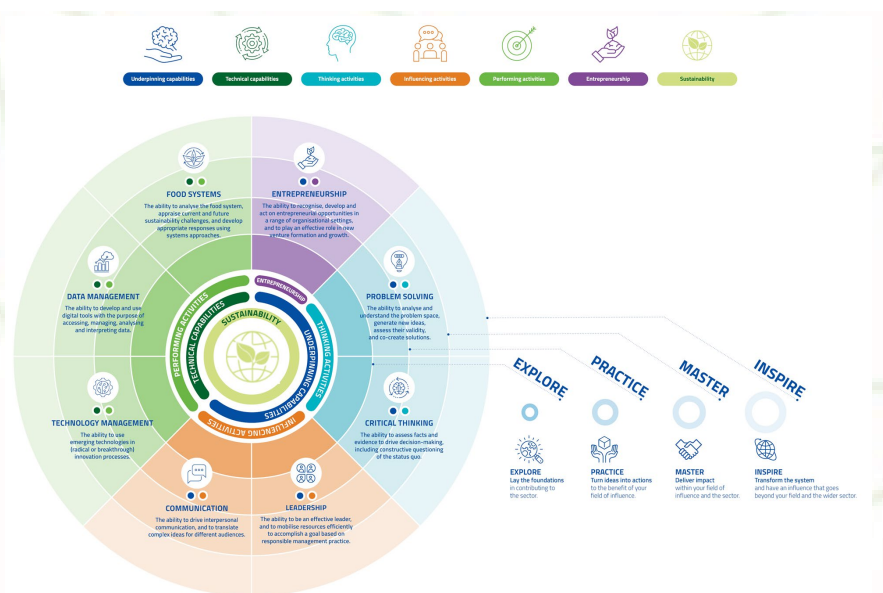 Underpinning capabilities
Technical capabilities
Thinking activities
Influencing activities
Performing activities
Entrepreneurship
Sustainability
FOOD SYSTEMS
The ability to analyse the food system,
appraise current and future
sustainability challenges, and develop
appropriate responses using
systems approaches.
ENTREPRENEURSHIP
The ability to recognise, develop and
act on entrepreneurial opportunities in
a range of organisational settings,
and to play an effective role in new
venture formation and growth.
DATA MANAGEMENT
The ability to develop and use
digital tools with the purpose of
accessing, managing, analysing
and interpreting data.
PROBLEM SOLVING
The ability to analyse and
understand the problem space,
generate new ideas,
assess their validity,
and co-create solutions.
PERFORMING ACTIVITIES
TECHNICAL CAPABILITIES
ENTREPRENEURSHIP
SUSTAINABILITY
UNDERPINNING CAPABILITIES
THINKING ACTIVITIES
INFLUENCING ACTIVITIES
TECHNOLOGY MANAGEMENT
The ability to use
emerging technologies in
(radical or breakthrough)
innovation processes.
CRITICAL THINKING
The ability to assess facts and
evidence to drive decision-making,
including constructive questioning
of the status quo.
COMMUNICATION
The ability to drive interpersonal
communication, and to translate
complex ideas for different audiences.
LEADERSHIP
The ability to be an effective leader,
and to mobilise resources efficiently
to accomplish a goal based on
responsible management practice.
EXPLORE
PRACTICE
MASTER
INSPIRE
EXPLORE
Lay the foundations
in contributing to
the sector.
PRACTICE
Turn ideas into actions
to the benefit of your
field of influence.
MASTER
Deliver impact
within your field of
influence and the sector.
INSPIRE
Transform the system
and have an influence that goes
beyond your field and the wider sector.